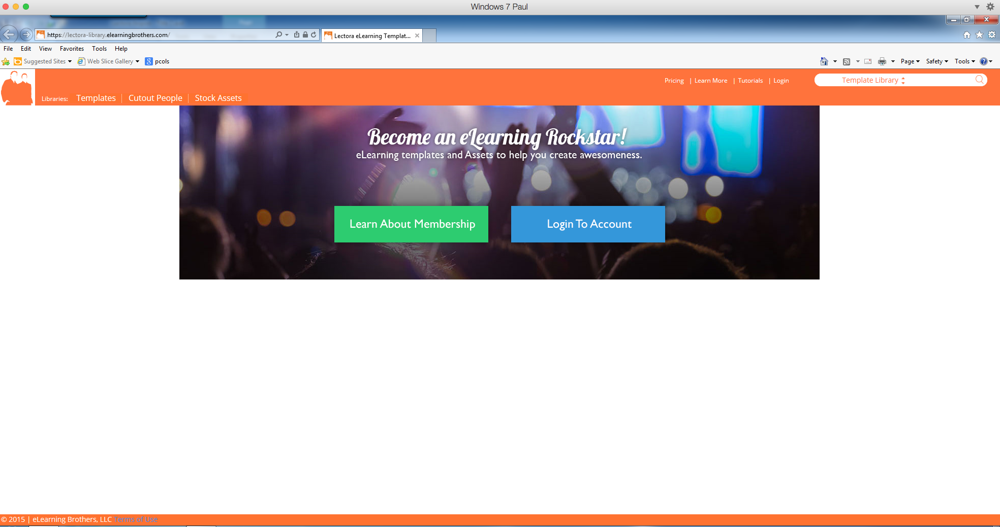 Windows 7 Paul
https://lectora-library.elearningbrothers.com/
Lectora eLearning Templat...
File Edit View Favorites Tools Help
Suggested Sites Web Slice Gallery pcols
Page Safety Tools
Pricing | Learn More | Tutorials | Login
Template Library
Libraries: Templates | Cutout People | Stock Assets
Become an eLearning Rockstar!
eLearning templates and Assets to help you create awesomeness.
Learn About Membership
Login To Account
© 2015 | eLearning Brothers, LLC Terms of Use